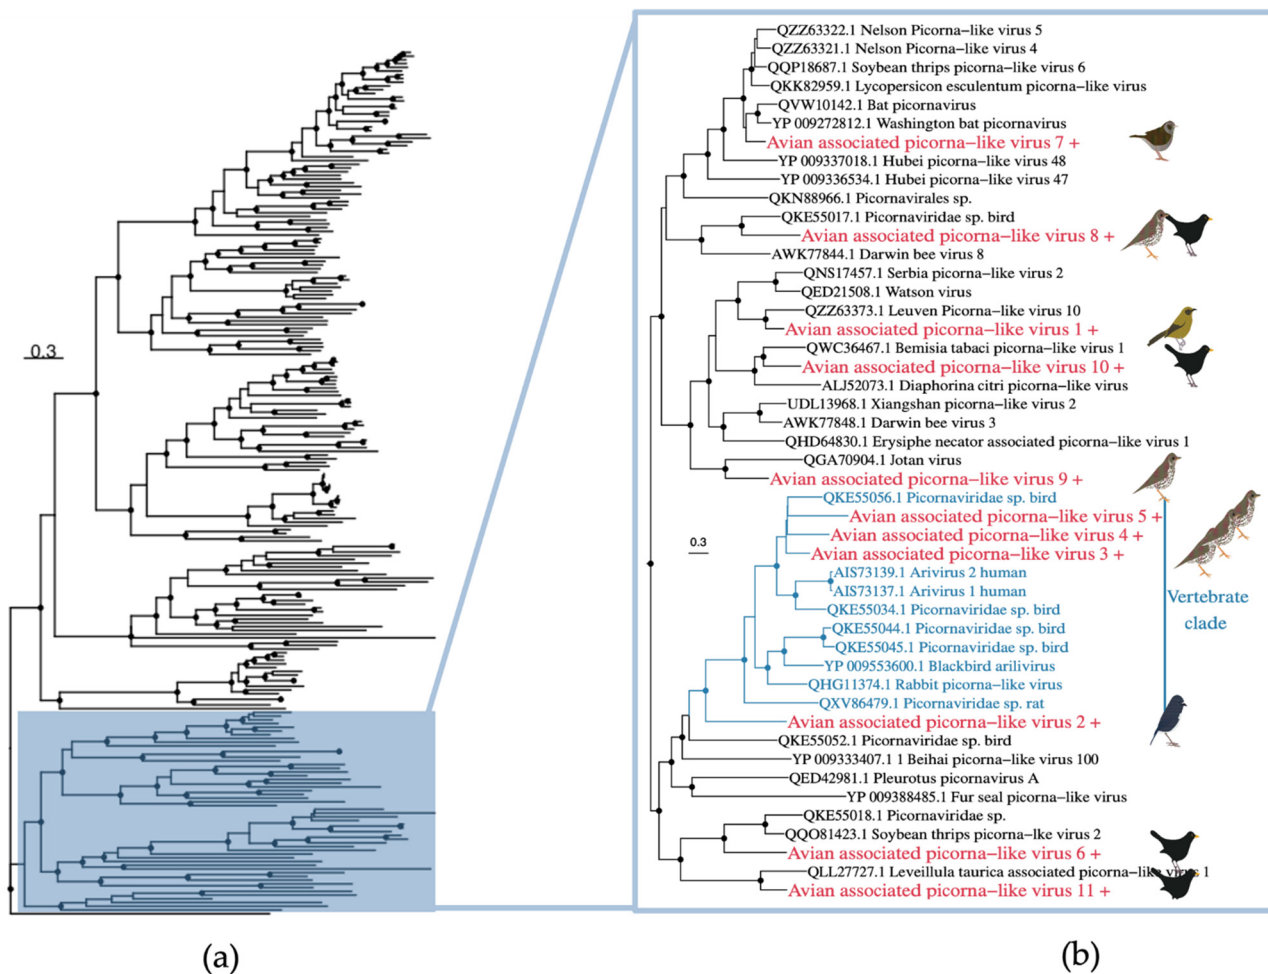 0.3
QZZ63322.1 Nelson Picorna−like virus 5
QZZ63321.1 Nelson Picorna−like virus 4
QQP18687.1 Soybean thrips picorna−like virus 6
QKK82959.1 Lycopersicon esculentum picorna−like virus
QVW10142.1 Bat picornavirus
YP 009272812.1 Washington bat picornavirus
Avian associated picorna−like virus 7 +
YP 009337018.1 Hubei picorna−like virus 48
YP 009336534.1 Hubei picorna−like virus 47
QKN88966.1 Picornavirales sp.
QKE55017.1 Picornaviridae sp. bird
Avian associated picorna−like virus 8 +
AWK77844.1 Darwin bee virus 8
QNS17457.1 Serbia picorna−like virus 2
QED21508.1 Watson virus
QZZ63373.1 Leuven Picorna−like virus 10
Avian associated picorna−like virus 1 +
QWC36467.1 Bemisia tabaci picorna−like virus 1
Avian associated picorna−like virus 10 +
ALJ52073.1 Diaphorina citri picorna−like virus
UDL13968.1 Xiangshan picorna−like virus 2
AWK77848.1 Darwin bee virus 3
QHD64830.1 Erysiphe necator associated picorna−like virus 1
QGA70904.1 Jotan virus
Avian associated picorna−like virus 9 +
QKE55056.1 Picornaviridae sp. bird
Avian associated picorna−like virus 5 +
Avian associated picorna−like virus 4 +
0.3
Avian associated picorna−like virus 3 +
AIS73139.1 Arivirus 2 human
AIS73137.1 Arivirus 1 human
QKE55034.1 Picornaviridae sp. bird
QKE55044.1 Picornaviridae sp. bird
QKE55045.1 Picornaviridae sp. bird
YP 009553600.1 Blackbird arilivirus
QHG11374.1 Rabbit picorna−like virus
QXV86479.1 Picornaviridae sp. rat
Avian associated picorna−like virus 2 +
Vertebrate
clade
QKE55052.1 Picornaviridae sp. bird
YP 009333407.1 1 Beihai picorna−like virus 100
QED42981.1 Pleurotus picornavirus A
YP 009388485.1 Fur seal picorna−like virus
QKE55018.1 Picornaviridae sp.
QQO81423.1 Soybean thrips picorna−lke virus 2
Avian associated picorna−like virus 6 +
QLL27727.1 Leveillula taurica associated picorna−like virus 1
Avian associated picorna−like virus 11 +
(a)
(b)